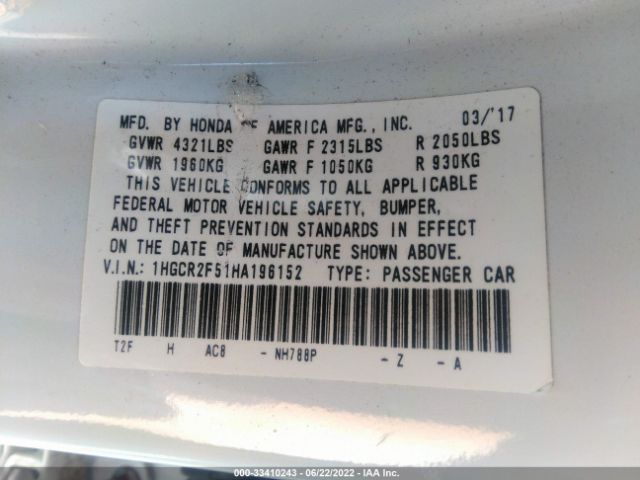 MFD. BY HONDA OF AMERICA MFG., INC. 03/'17
GVWR 4321LBS GAWR F 2315LBS R 2050LBS
GVWR 1960KG GAWR F 1050KG R 930KG
THIS VEHICLE CONFORMS TO ALL APPLICABLE
FEDERAL MOTOR VEHICLE SAFETY, BUMPER,
AND THEFT PREVENTION STANDARDS IN EFFECT
ON THE DATE OF MANUFACTURE SHOWN ABOVE.
V.I.N.: 1HGCR2F51HA196152 TYPE: PASSENGER CAR
T2F H AC8 - NH788P - Z - A
000-33410243 - 06/22/2022 - IAA Inc.